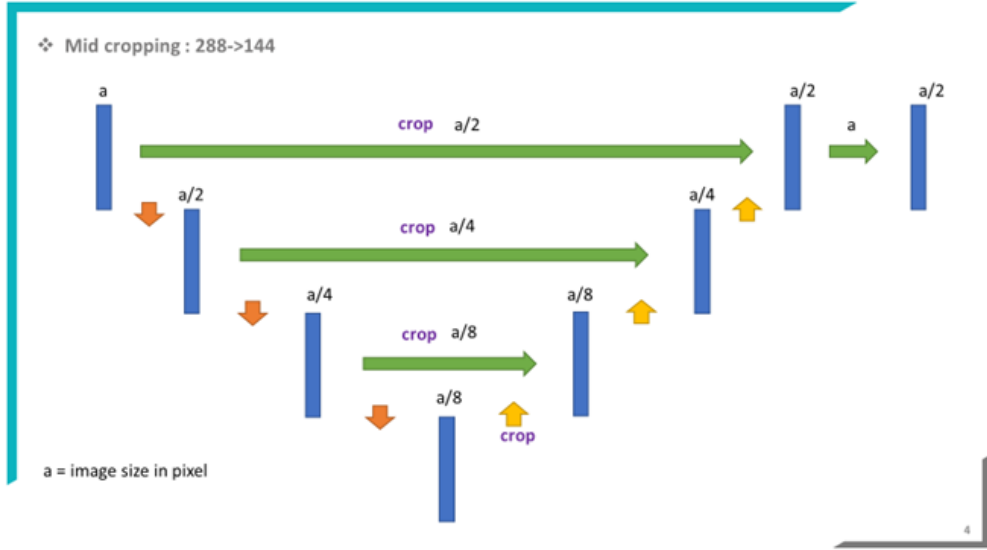 ❖ Mid cropping : 288->144
a
a/2
a/2
crop a/2
a
a/2
a/4
crop a/4
a/4
a/8
crop a/8
a/8
crop
a = image size in pixel
4